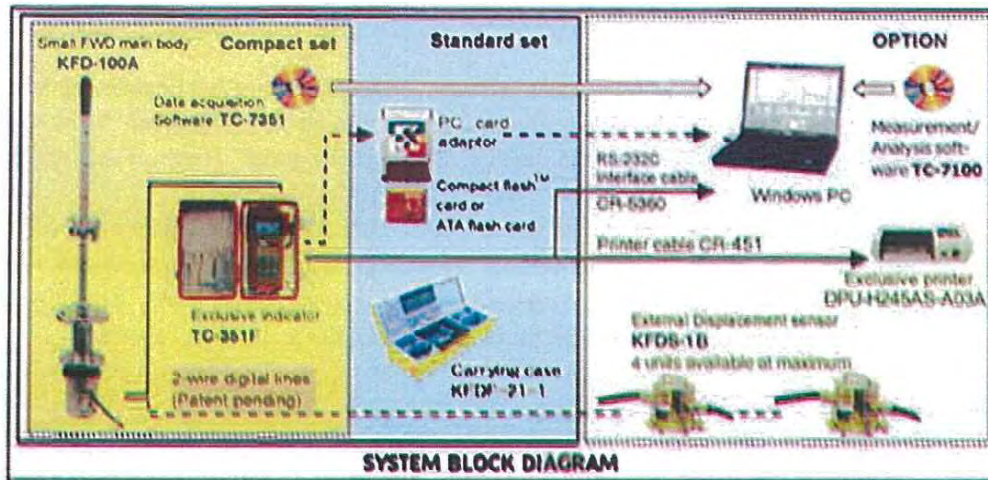 Small FWD main body
KFD-100A
Compact set
Data acquisition
Software TC-7351
Exclusive indicator
TC-351F
2-wire digital lines
(Patent pending)
Standard set
PC card
adaptor
Compact flash™
card or
ATA flash card
Carrying case
OPTION
Windows PC
Measurement/
Analysis soft-
ware TC-7100
RS-232C
Interface cable
CR-5360
Printer cable CR-451
Exclusive printer
DPU-H245AS-A03A
External Displacement sensor
KFDS-1B
4 units available at maximum
SYSTEM BLOCK DIAGRAM